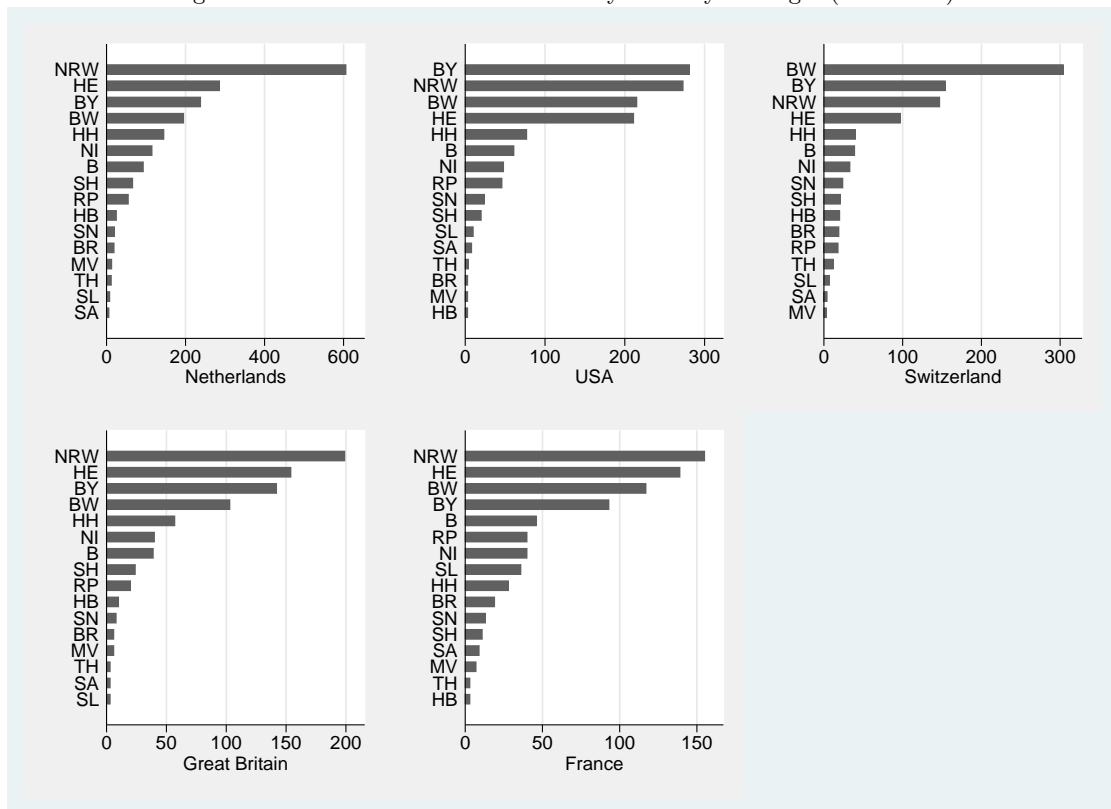 NRW
HE
BY
BW
HH
NI
B
SH
RP
HB
SN
BR
MV
TH
SL
SA
0 200 400 600
Netherlands
BY
NRW
BW
HE
HH
B
NI
RP
SN
SH
SL
SA
TH
BR
MV
HB
0 100 200 300
USA
BW
BY
NRW
HE
HH
B
NI
SN
SH
HB
BR
RP
TH
SL
SA
MV
0 100 200 300
Switzerland
NRW
HE
BY
BW
HH
NI
B
SH
RP
HB
SN
BR
MV
TH
SA
SL
0 50 100 150 200
Great Britain
NRW
HE
BW
BY
B
RP
NI
SL
HH
BR
SN
SH
SA
MV
TH
HB
0 50 100 150
France